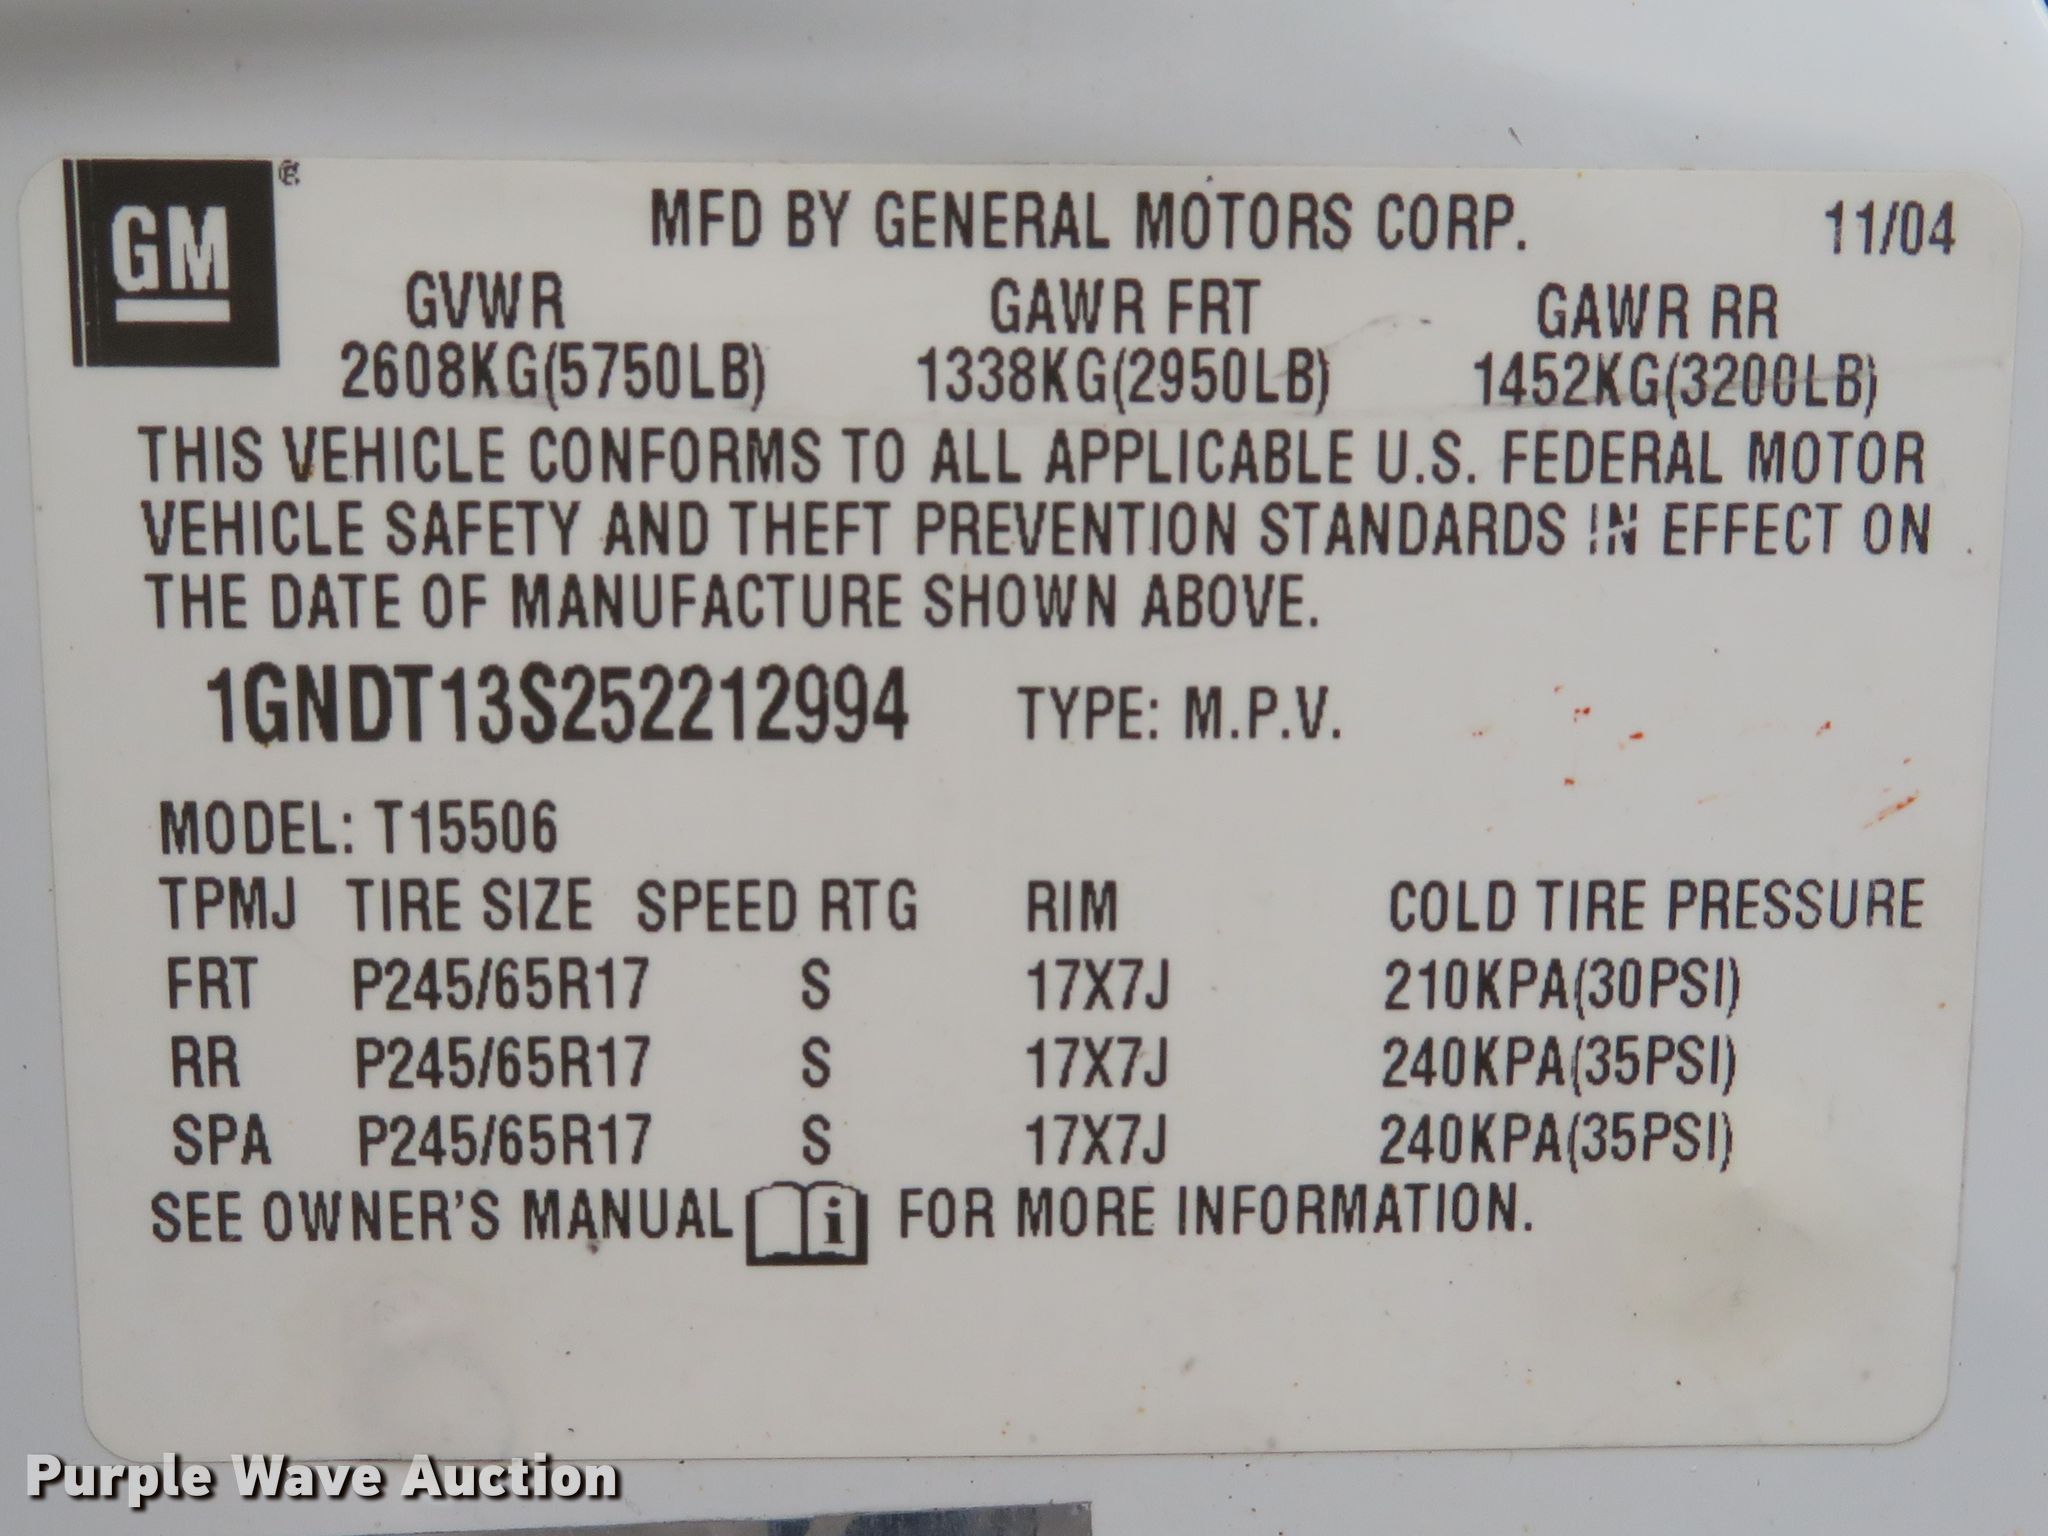 GM
MFD BY GENERAL MOTORS CORP. 11/04
GVWR GAWR FRT GAWR RR
2608KG(5750LB) 1338KG(2950LB) 1452KG(3200LB)
THIS VEHICLE CONFORMS TO ALL APPLICABLE U.S. FEDERAL MOTOR
VEHICLE SAFETY AND THEFT PREVENTION STANDARDS IN EFFECT ON
THE DATE OF MANUFACTURE SHOWN ABOVE.
1GNDT13S252212994 TYPE: M.P.V.
MODEL: T15506
TPMJ TIRE SIZE SPEED RTG RIM COLD TIRE PRESSURE
FRT P245/65R17 S 17X7J 210KPA(30PSI)
RR P245/65R17 S 17X7J 240KPA(35PSI)
SPA P245/65R17 S 17X7J 240KPA(35PSI)
SEE OWNER'S MANUAL i FOR MORE INFORMATION.
Purple Wave Auction